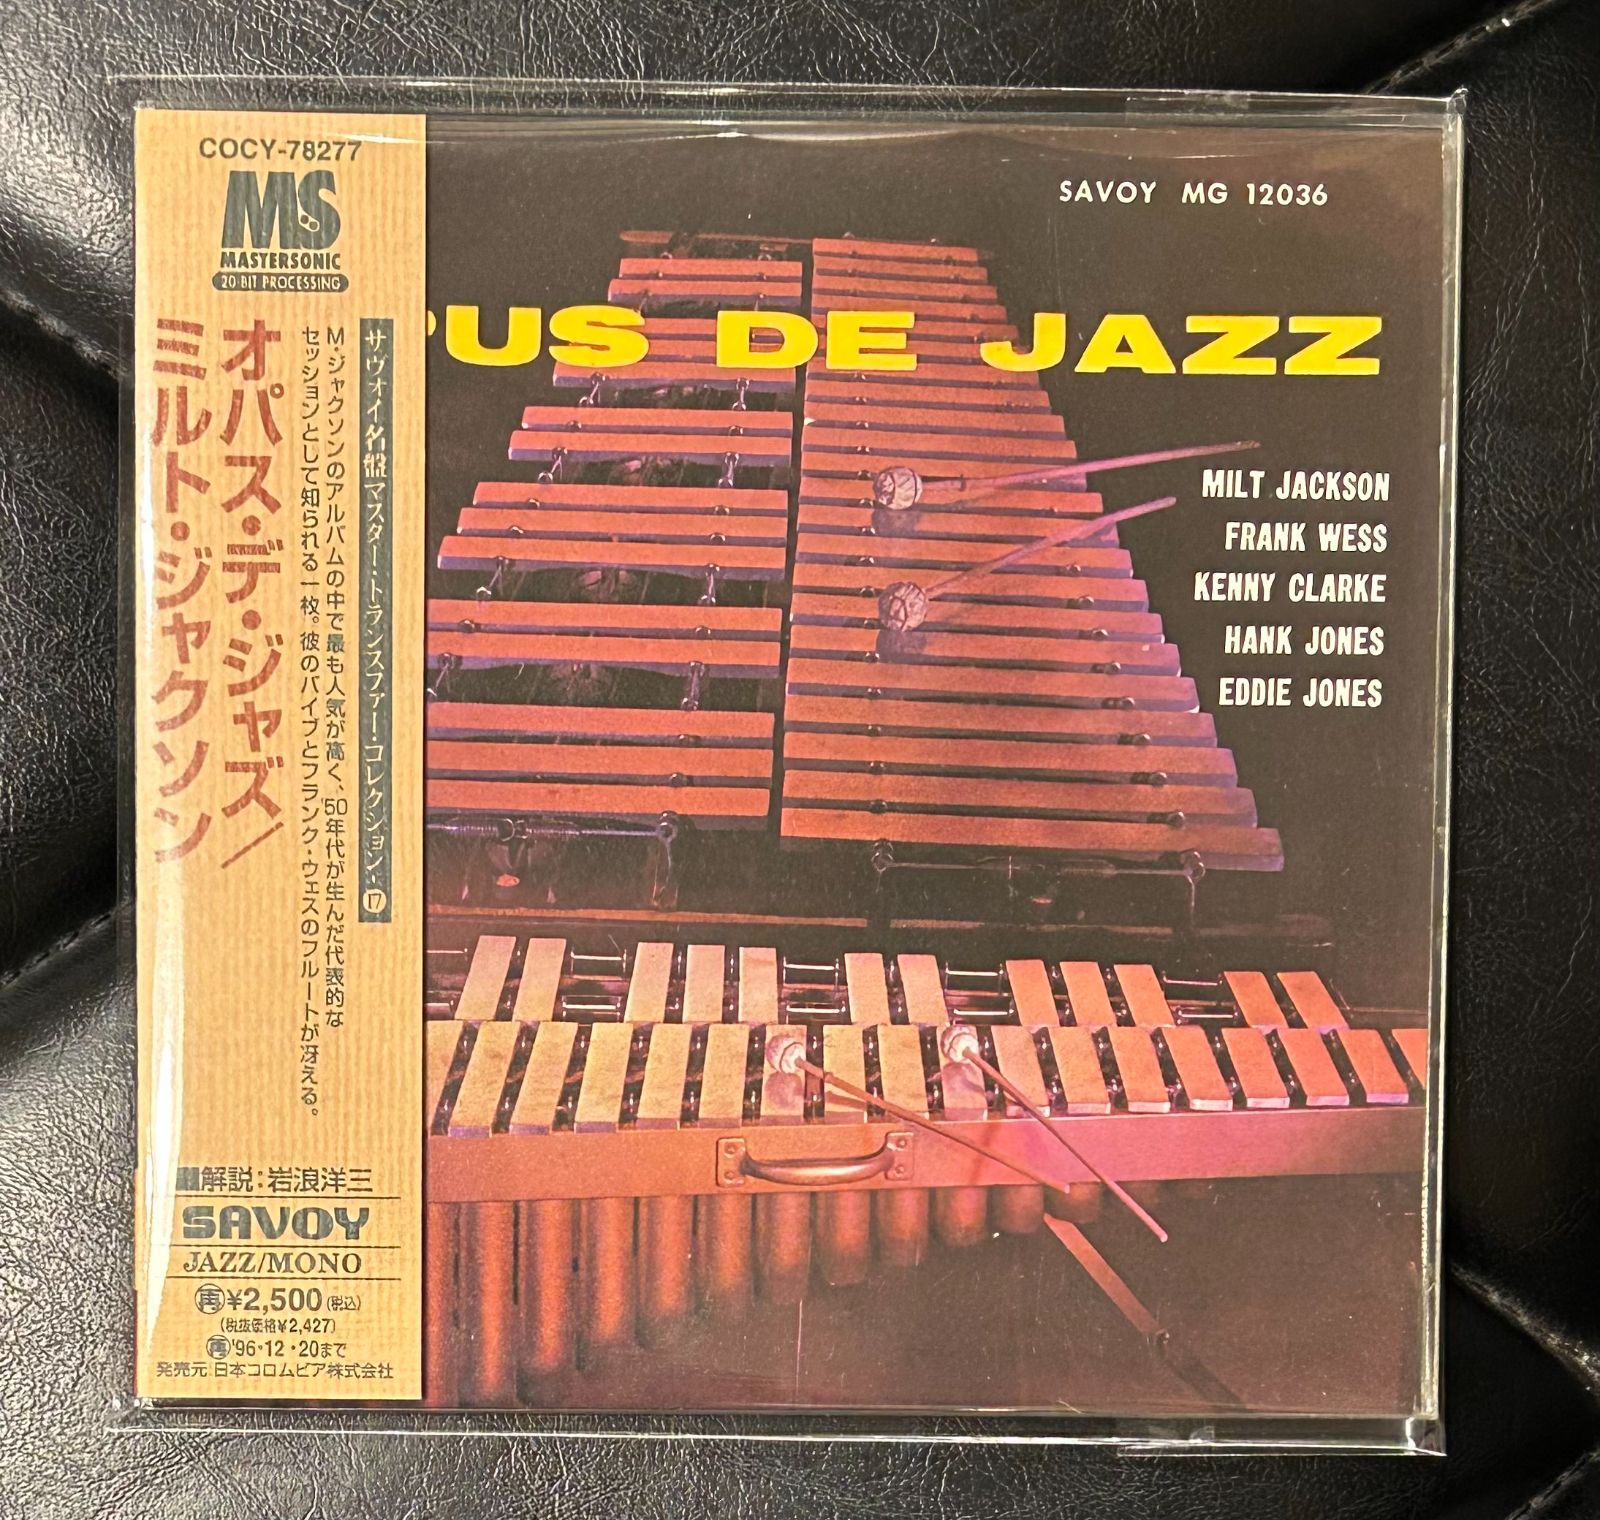 COCY-78277
MS
MASTERSONIC
20 BIT PROCESSING
サヴォイ名盤マスター・トランスファー・コレクション・17
M・ジャクソンのアルバムの中で最も人気が高く、'50年代が生んだ代表的な
セッションとして知られる一枚。彼のバイブとフランク・ウェスのフルートが冴える。
オパス・デ・ジャズ/
ミルト・ジャクソン
■解説:岩浪洋三
SAVOY
JAZZ/MONO
再¥2,500(税込)
(税抜価格¥2,427)
再'96・12・20まで
発売元 日本コロムビア株式会社
SAVOY MG 12036
PUS DE JAZZ
MILT JACKSON
FRANK WESS
KENNY CLARKE
HANK JONES
EDDIE JONES